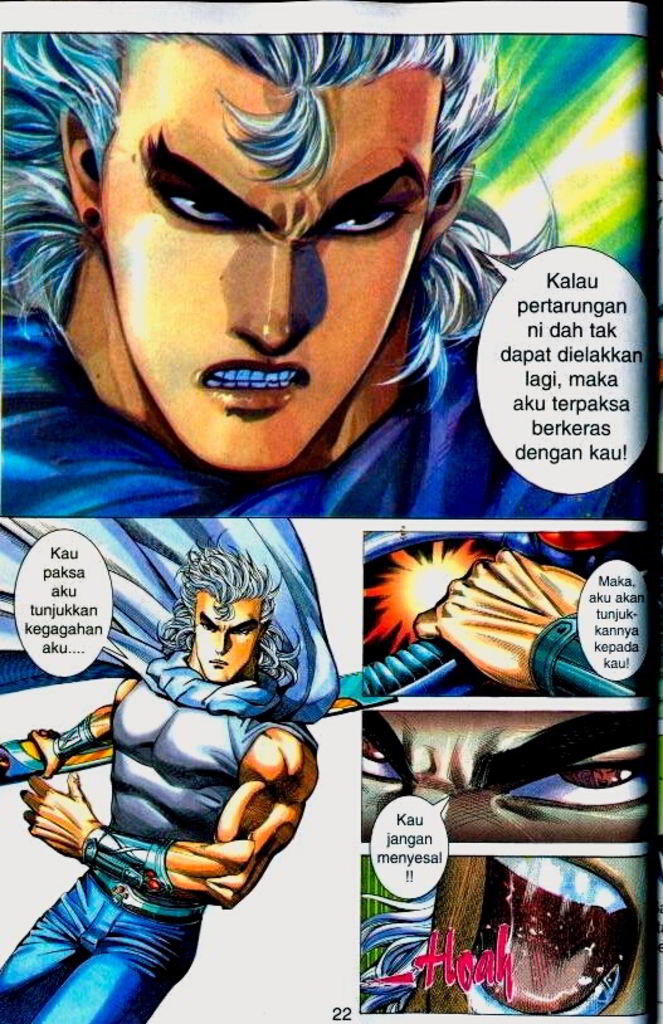 Kalau
pertarungan
ni dah tak
dapat dielakkan
lagi, maka
aku terpaksa
berkeras
dengan kau!
Kau
paksa
aku
tunjukkan
kegagahan
aku....
Maka,
aku akan
tunjuk-
kannya
kepada
kau!
Kau
jangan
menyesal
!!
Hoah
22